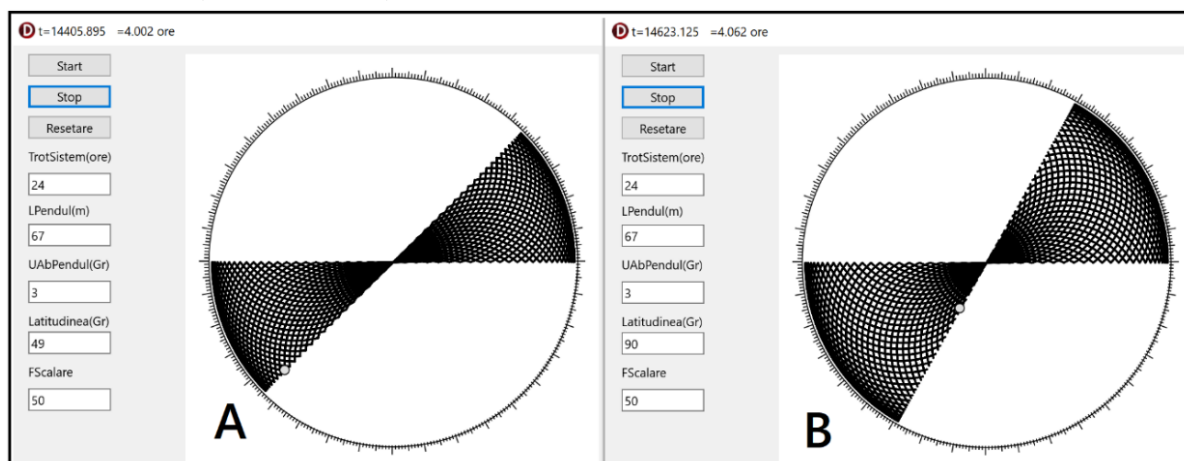 D t=14405.895 =4.002 ore
Start
Stop
Resetare
TrotSistem(ore)
24
LPendul(m)
67
UAbPendul(Gr)
3
Latitudinea(Gr)
49
FScalare
50
A
D t=14623.125 =4.062 ore
Start
Stop
Resetare
TrotSistem(ore)
24
LPendul(m)
67
UAbPendul(Gr)
3
Latitudinea(Gr)
90
FScalare
50
B